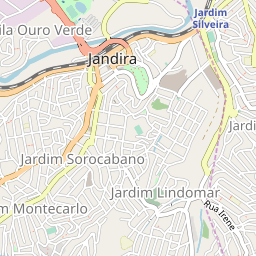 Jardim
Silveira
ila Ouro Verde
Jandira
Jardi
Jardim Sorocabano
Jardim Lindomar
m Montecarlo
Rua Irene